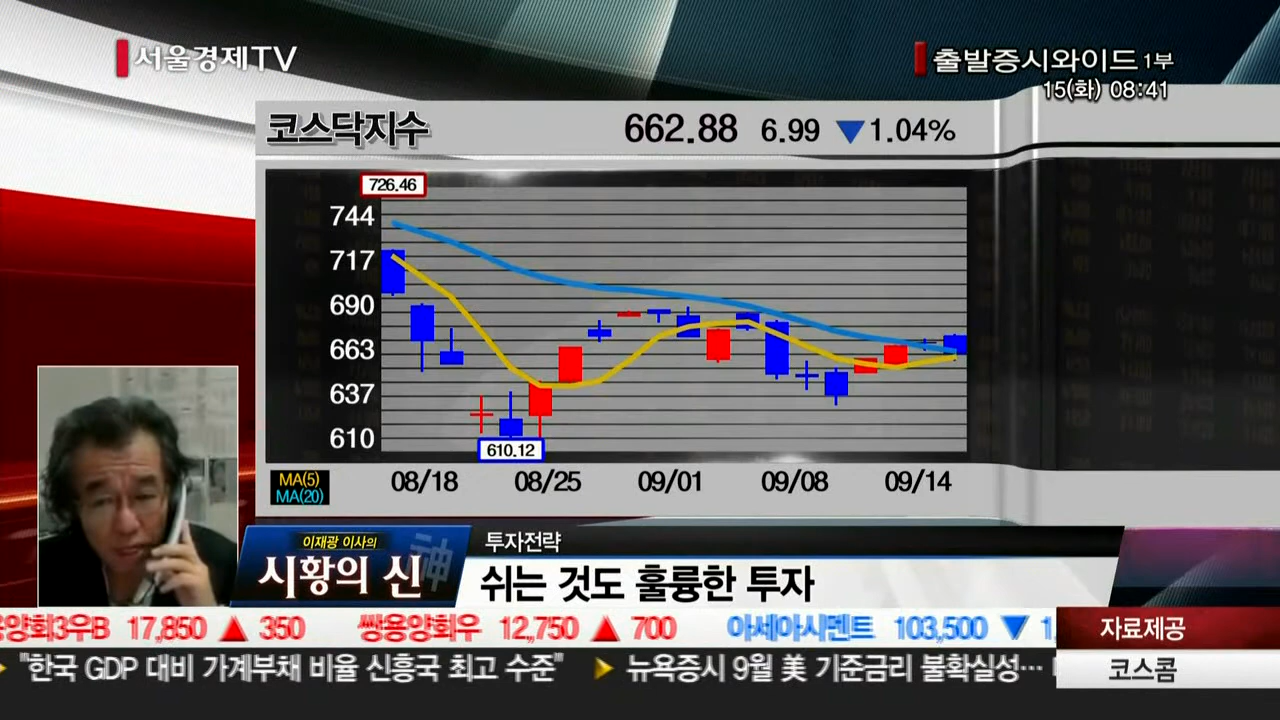 서울경제TV
출발증시와이드 1부
15(화) 08:41
코스닥지수 662.88 6.99 ▼1.04%
726.46
744
717
690
663
637
610
610.12
08/18 08/25 09/01 09/08 09/14
MA(5)
MA(20)
이재광 이사의
시황의 신
神
투자전략
쉬는 것도 훌륭한 투자
양회3우B 17,850 ▲ 350 쌍용양회우 12,750 ▲ 700 아세아시멘트 103,500 ▼ 1,
자료제공
"한국 GDP 대비 가계부채 비율 신흥국 최고 수준" 뉴욕증시 9월 美 기준금리 불확실성…
코스콤